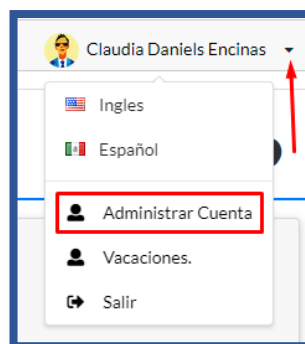 Claudia Daniels Encinas
Ingles
Español
Administrar Cuenta
Vacaciones.
Salir